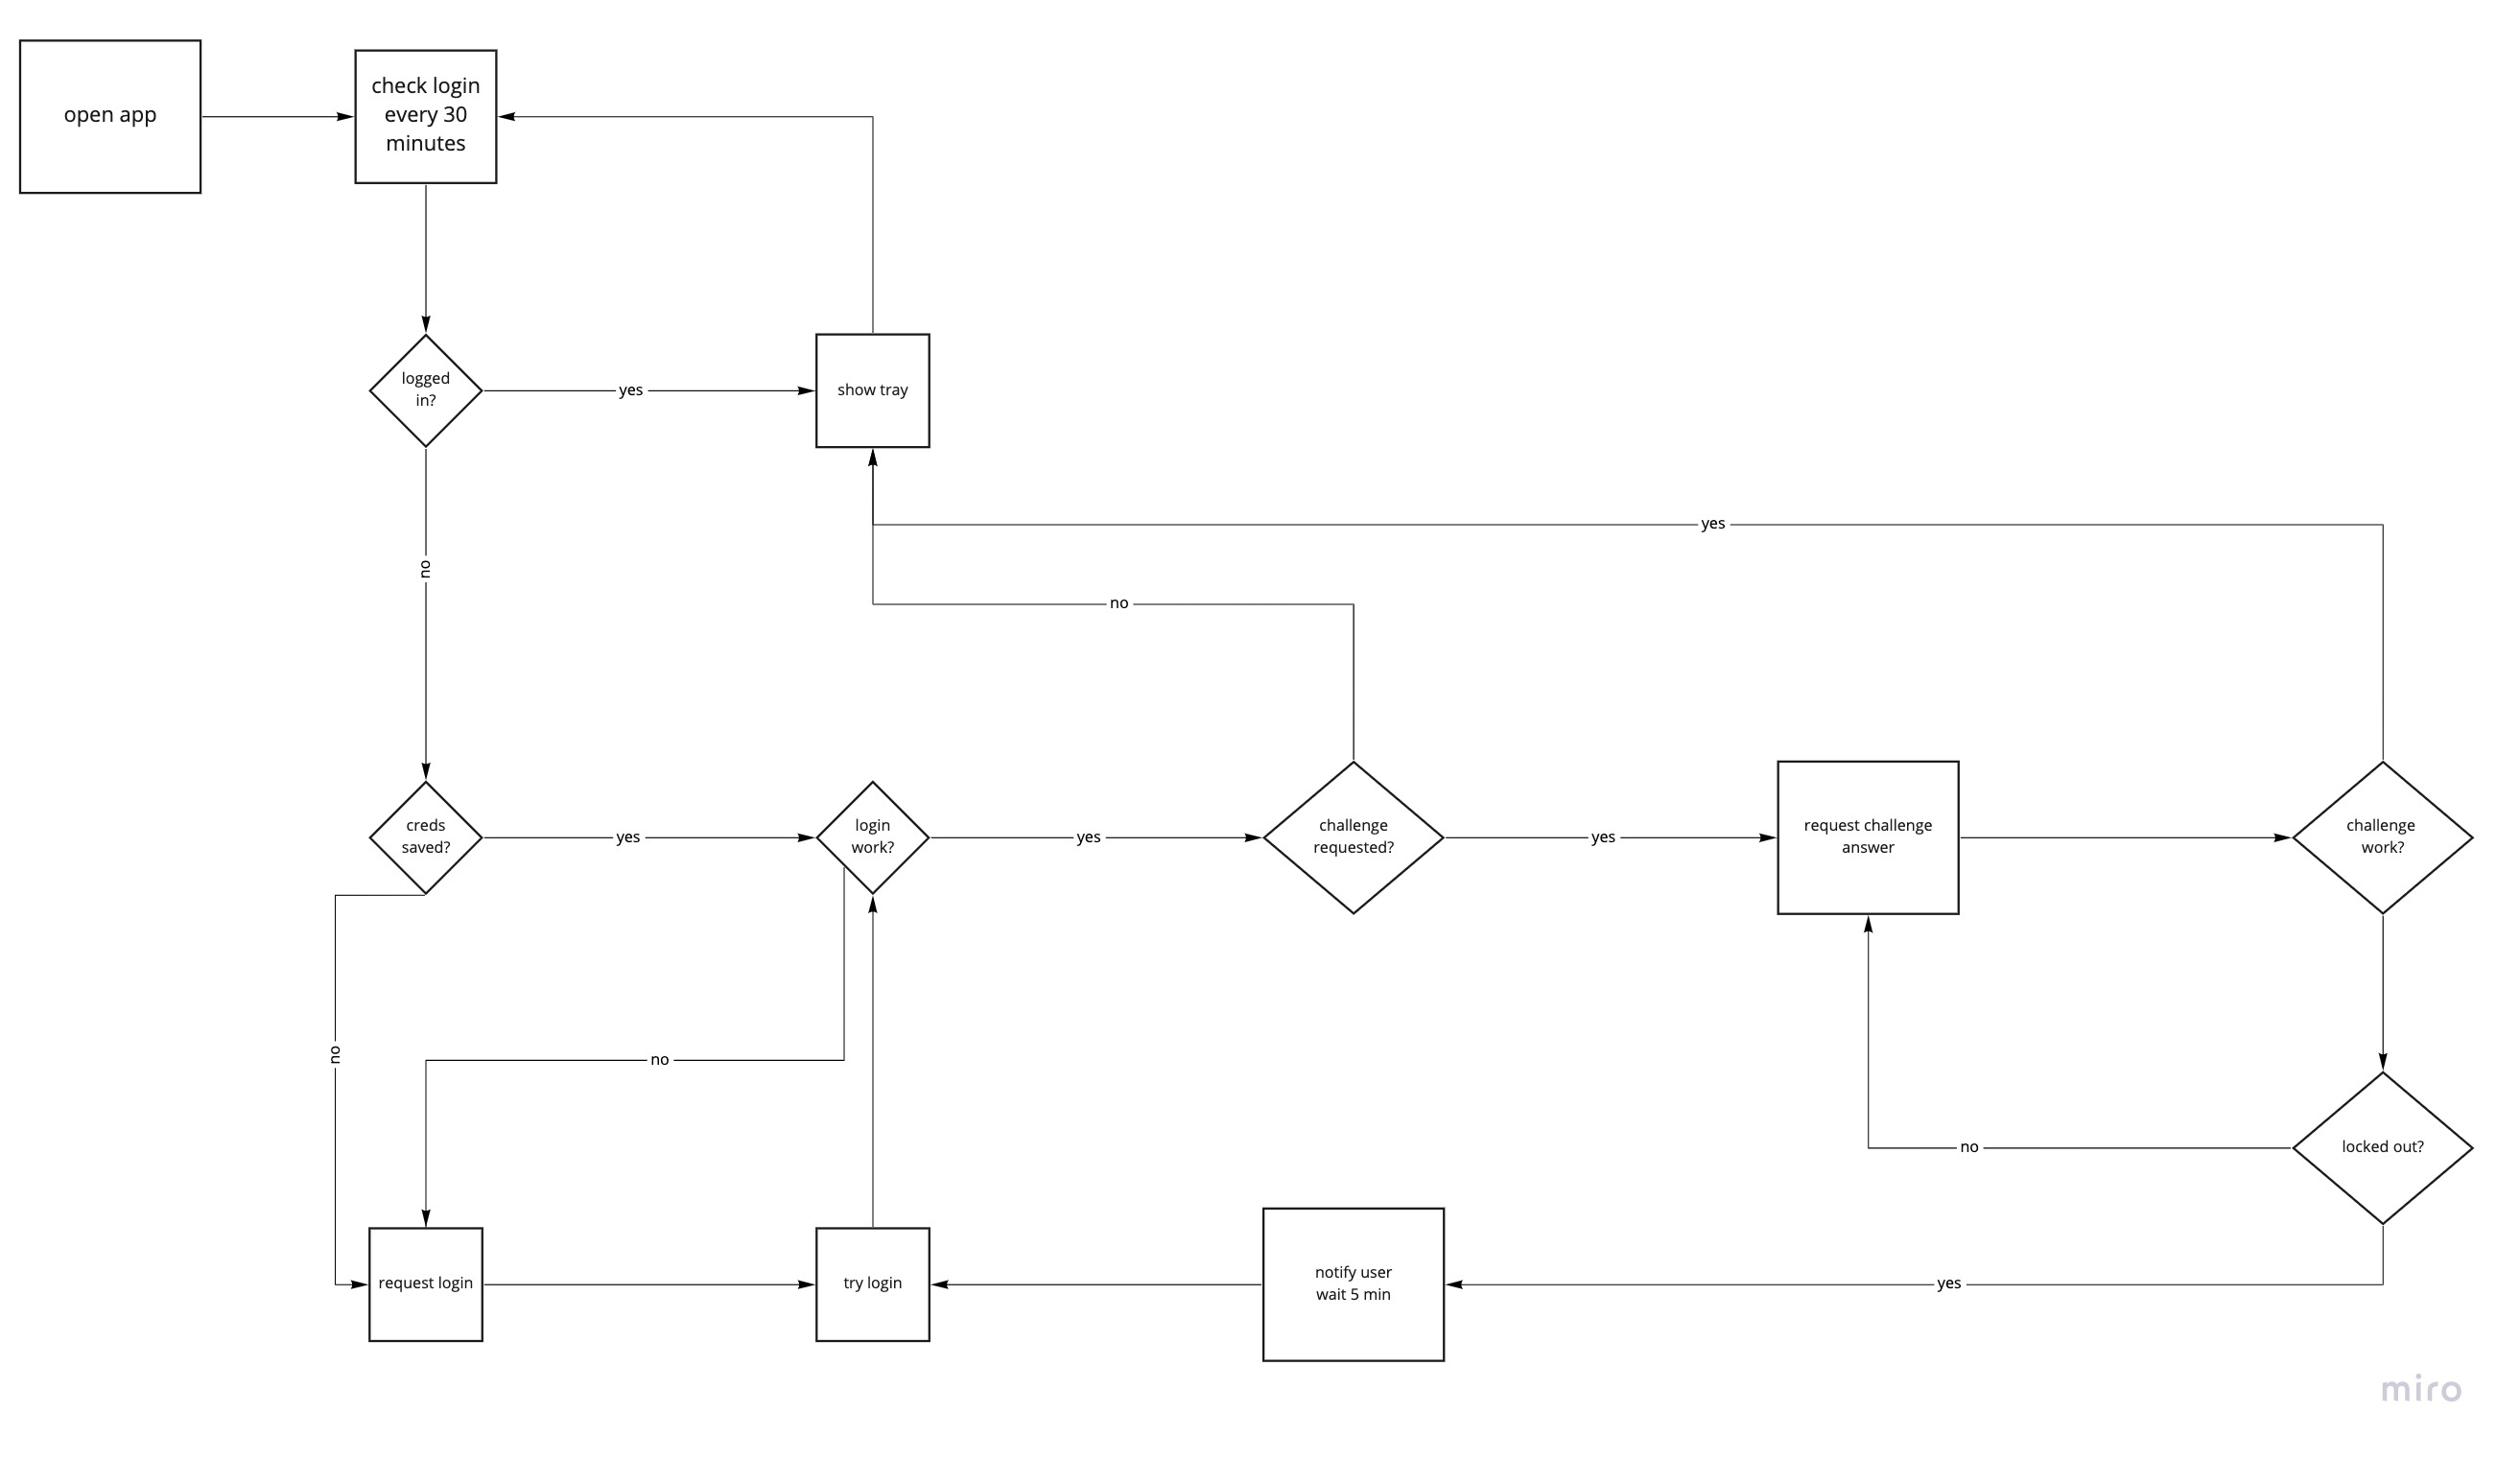 open app
check login
every 30
minutes
logged
in?
yes
show tray
yes
no
no
creds
saved?
yes
login
work?
yes
challenge
requested?
yes
request challenge
answer
challenge
work?
no
no
no
locked out?
request login
try login
notify user
wait 5 min
yes
miro